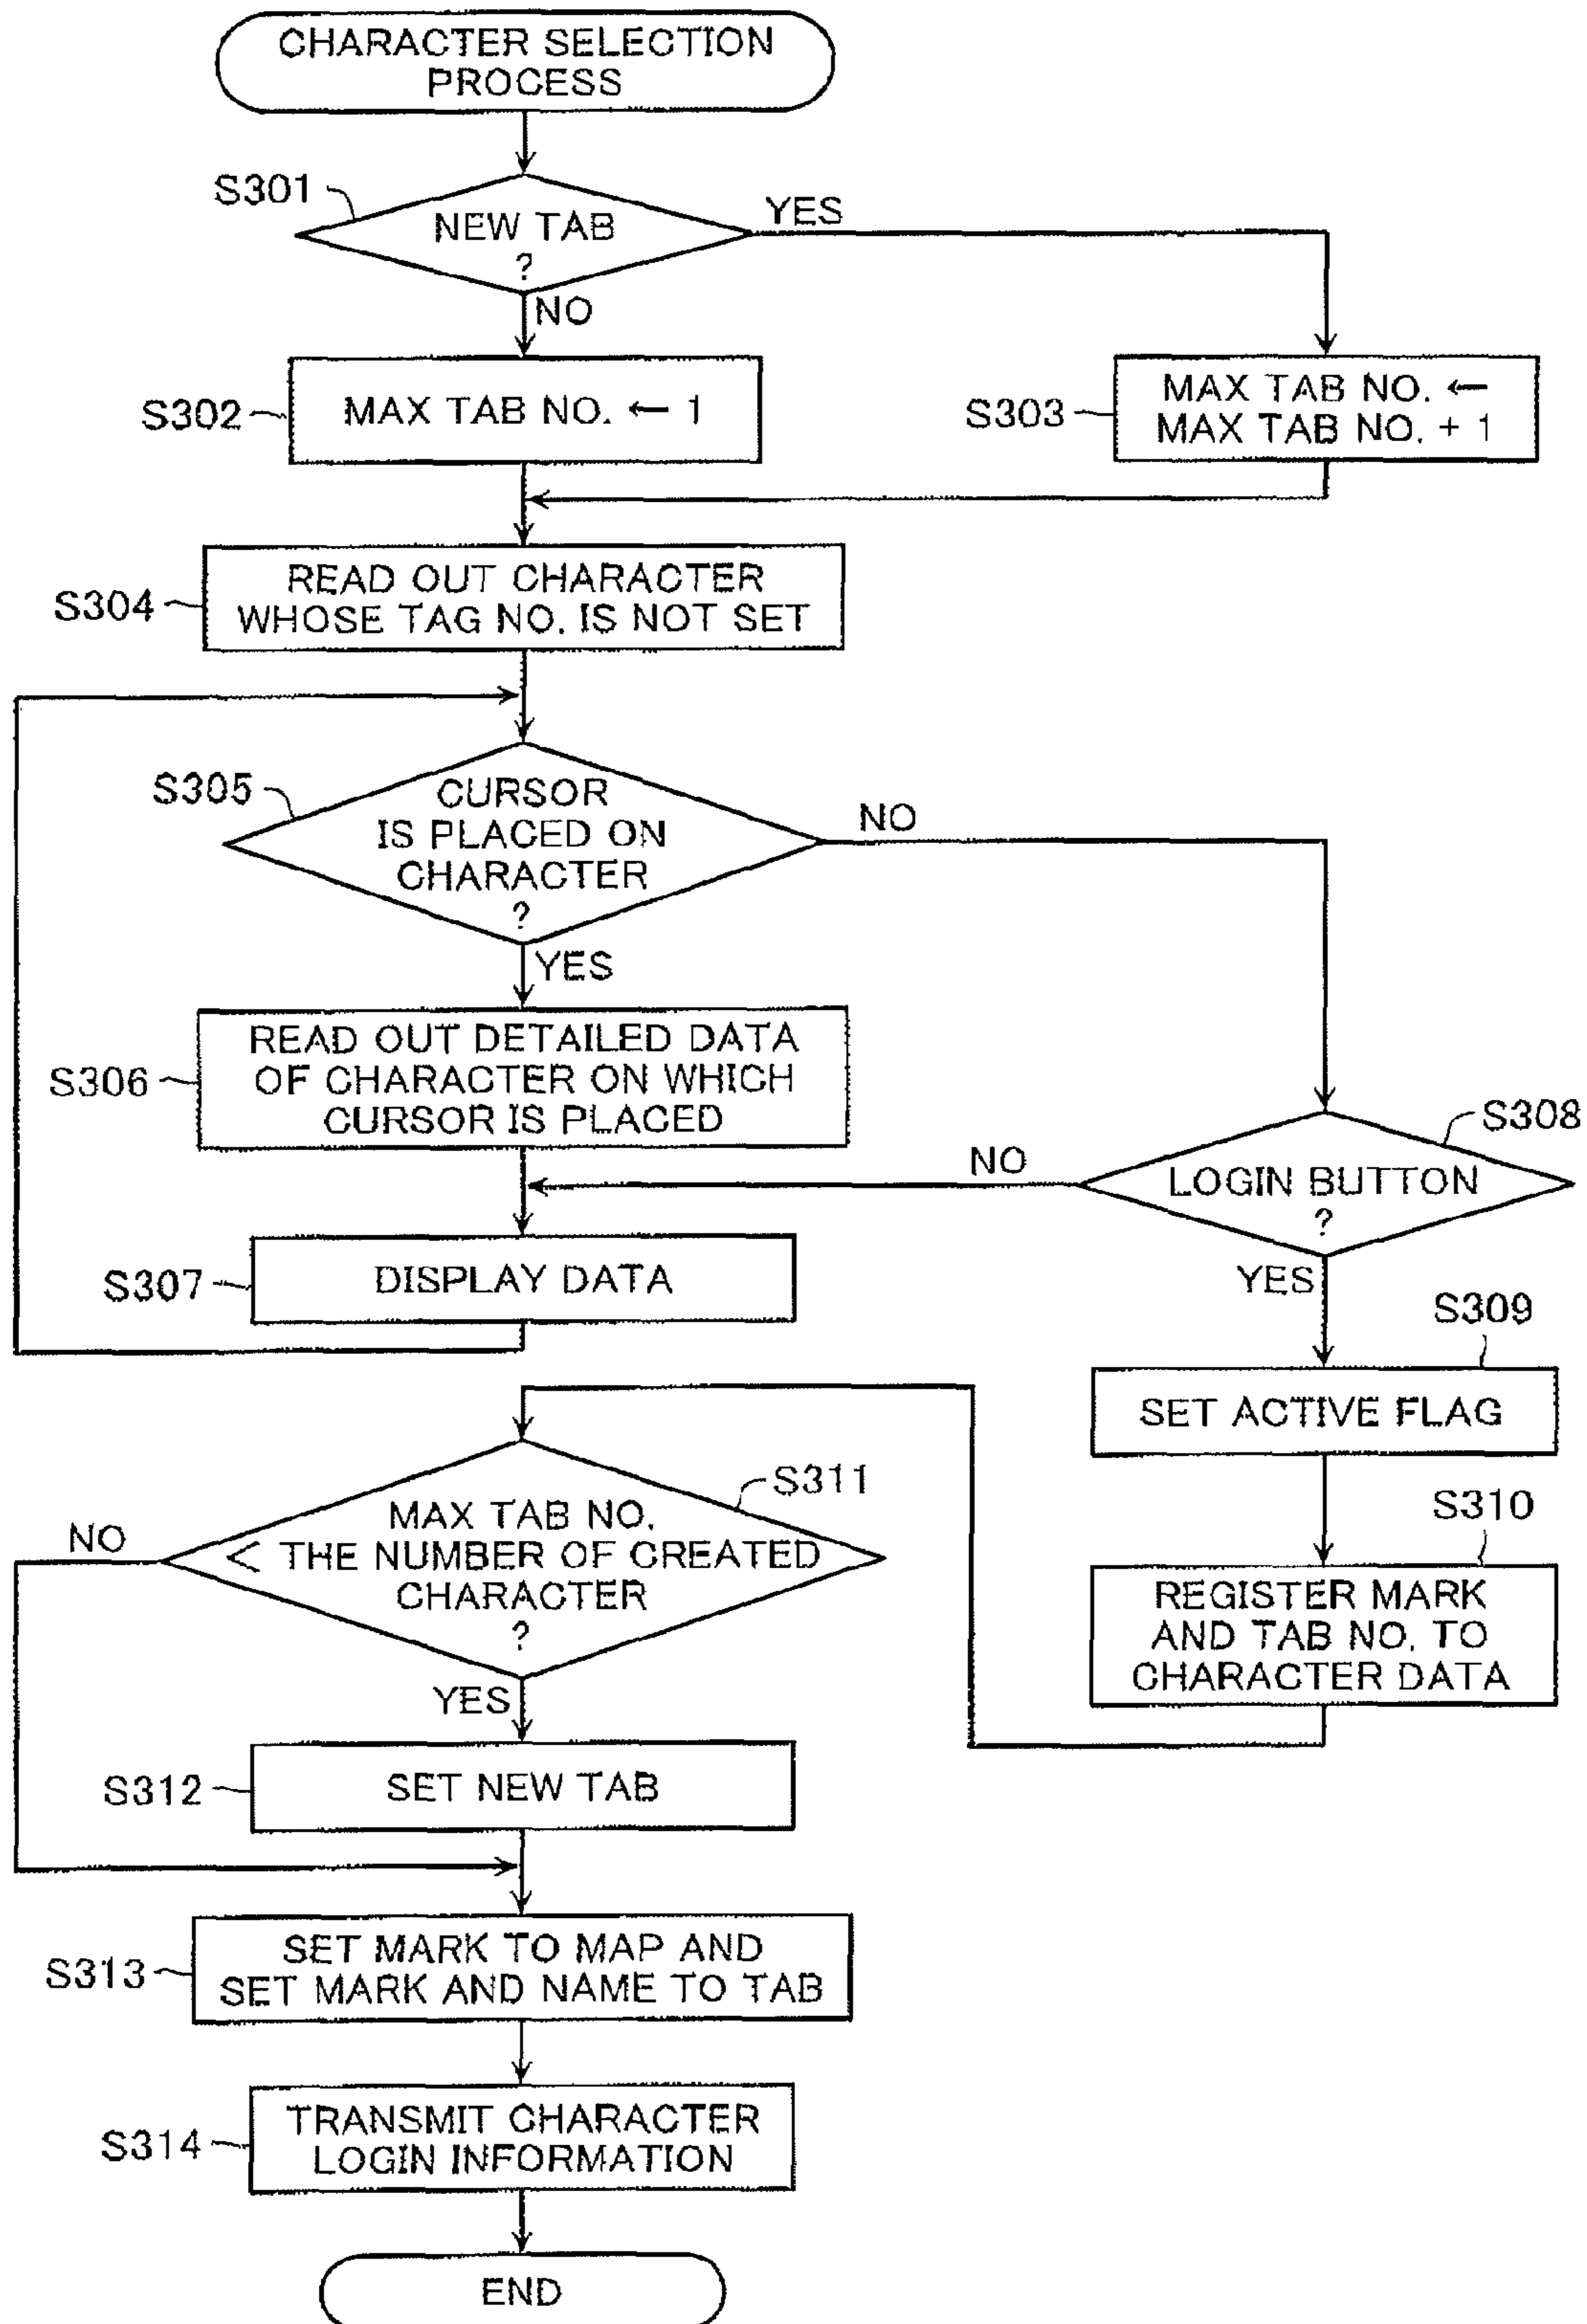 CHARACTER SELECTION
PROCESS
S301
NEW TAB
?
YES
NO
S302
MAX TAB NO. ← 1
S303
MAX TAB NO. ←
MAX TAB NO. + 1
S304
READ OUT CHARACTER
WHOSE TAG NO. IS NOT SET
S305
CURSOR
IS PLACED ON
CHARACTER
?
NO
YES
S306
READ OUT DETAILED DATA
OF CHARACTER ON WHICH
CURSOR IS PLACED
S308
NO
LOGIN BUTTON
?
YES
S307
DISPLAY DATA
S309
SET ACTIVE FLAG
S310
REGISTER MARK
AND TAB NO. TO
CHARACTER DATA
S311
NO
MAX TAB NO.
< THE NUMBER OF CREATED
CHARACTER
?
YES
S312
SET NEW TAB
S313
SET MARK TO MAP AND
SET MARK AND NAME TO TAB
S314
TRANSMIT CHARACTER
LOGIN INFORMATION
END